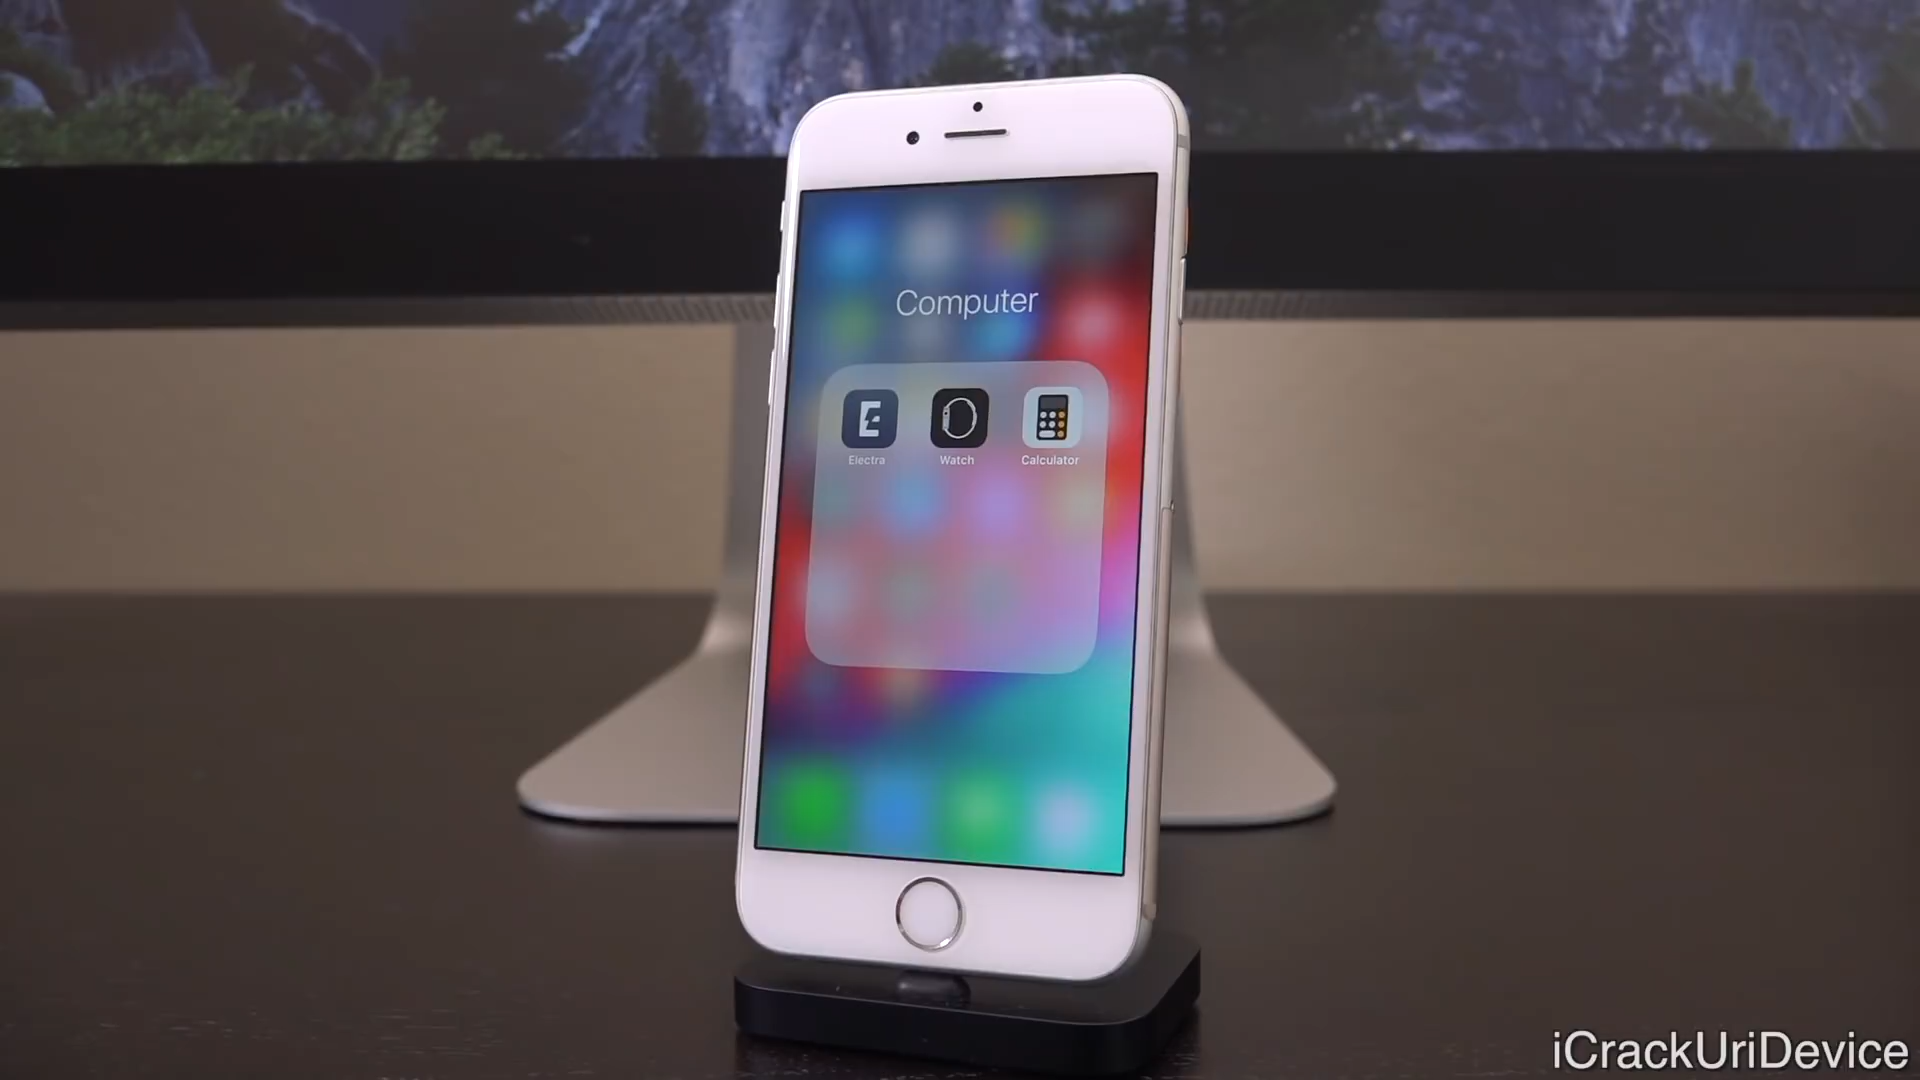 Computer
Electra
Watch
Calculator
iCrackUriDevice